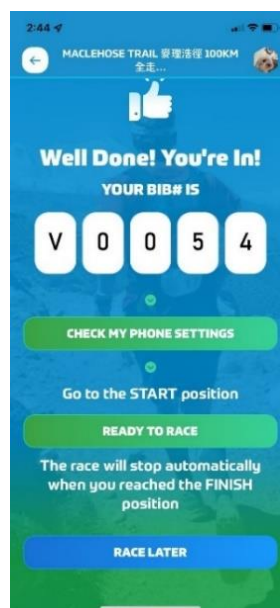 2:44
MACLEHOSE TRAIL 麥理浩徑 100KM
全走...
Well Done! You're In!
YOUR BIB# IS
V 0 0 5 4
CHECK MY PHONE SETTINGS
Go to the START position
READY TO RACE
The race will stop automatically
when you reached the FINISH
position
RACE LATER